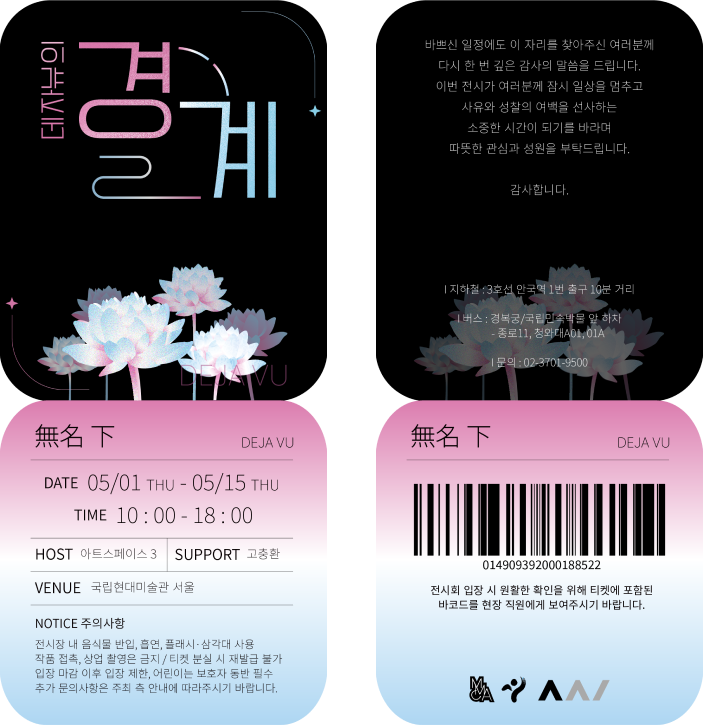 데자뷰의
경계
DEJA VU
無名 下
DEJA VU
DATE 05/01 THU - 05/15 THU
TIME 10 : 00 - 18 : 00
HOST 아트스페이스 3 SUPPORT 고충환
VENUE 국립현대미술관 서울
NOTICE 주의사항
전시장 내 음식물 반입, 흡연, 플래시·삼각대 사용
작품 접촉, 상업 촬영은 금지 / 티켓 분실 시 재발급 불가
입장 마감 이후 입장 제한, 어린이는 보호자 동반 필수
추가 문의사항은 주최 측 안내에 따라주시기 바랍니다.
바쁘신 일정에도 이 자리를 찾아주신 여러분께
다시 한 번 깊은 감사의 말씀을 드립니다.
이번 전시가 여러분께 잠시 일상을 멈추고
사유와 성찰의 여백을 선사하는
소중한 시간이 되기를 바라며
따뜻한 관심과 성원을 부탁드립니다.
감사합니다.
I 지하철 : 3호선 안국역 1번 출구 10분 거리
I 버스 : 경복궁/국립민속박물 앞 하차
- 종로11, 청와대A01, 01A
I 문의 : 02-3701-9500
無名 下
DEJA VU
014909392000188522
전시회 입장 시 원활한 확인을 위해 티켓에 포함된
바코드를 현장 직원에게 보여주시기 바랍니다.
MMCA